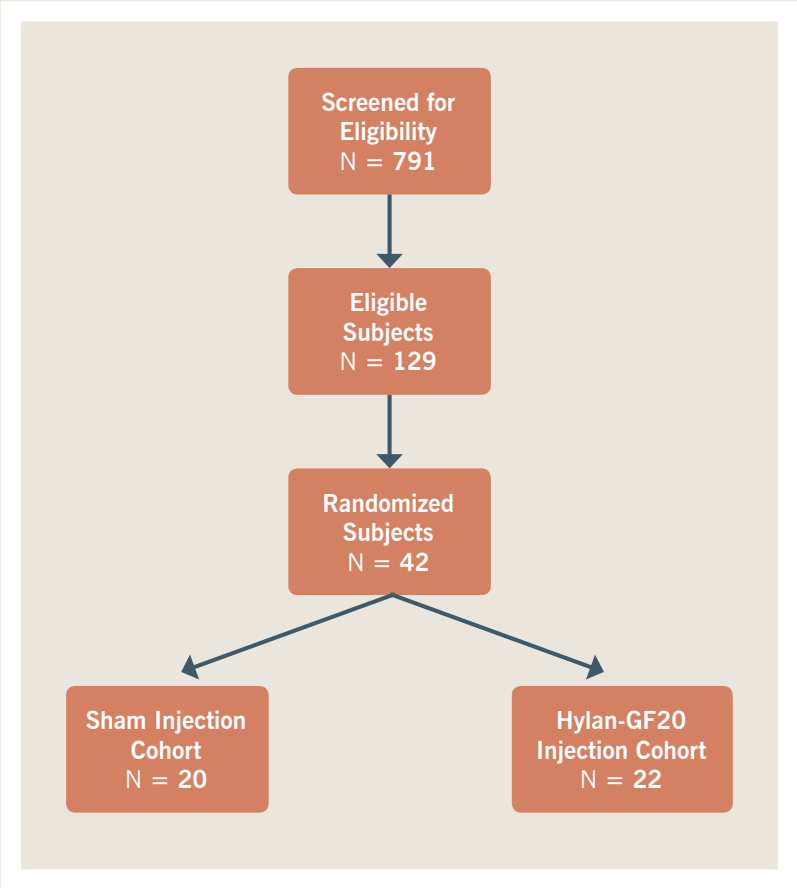 Screened for
Eligibility
N = 791
Eligible
Subjects
N = 129
Randomized
Subjects
N = 42
Sham Injection
Cohort
N = 20
Hylan-GF20
Injection Cohort
N = 22